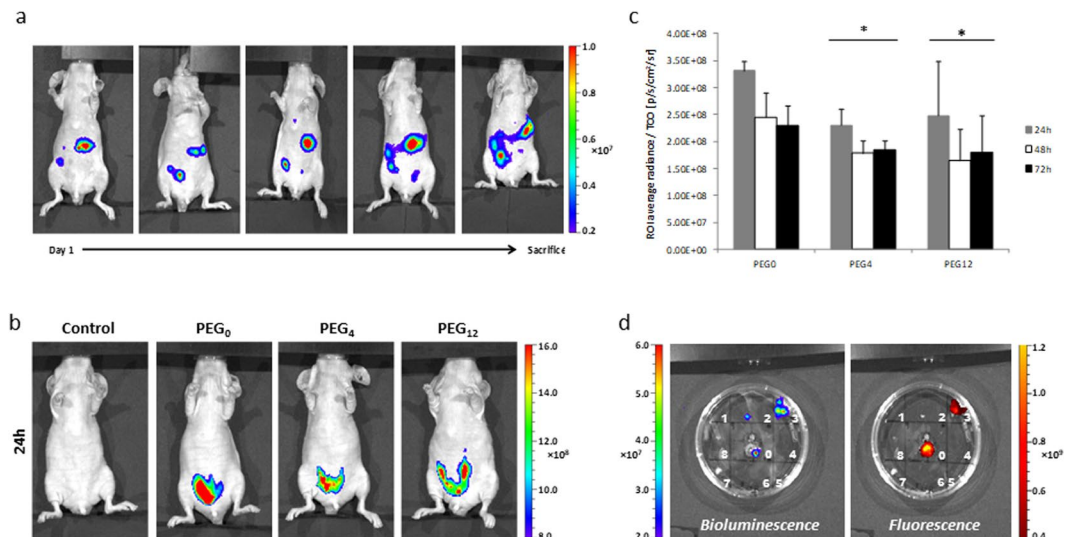 a
1.0
0.8
0.6
×10⁷
0.4
0.2
Day 1
Sacrifice
b
Control
PEG₀
PEG₄
PEG₁₂
24h
16.0
14.0
12.0
×10⁸
10.0
8.0
c
ROI average radiance / TCO [p/s/cm²/sr]
4.00E+08
3.50E+08
3.00E+08
2.50E+08
2.00E+08
1.50E+08
1.00E+08
5.00E+07
0.00E+00
*
*
PEG0
PEG4
PEG12
24h
48h
72h
d
6.0
5.0
4.0
×10⁷
3.0
2.0
1 2 3
8 0 4
7 6 5
Bioluminescence
1 2 3
8 0 4
7 6 5
Fluorescence
1.2
1.0
×10⁹
0.8
0.6
0.4